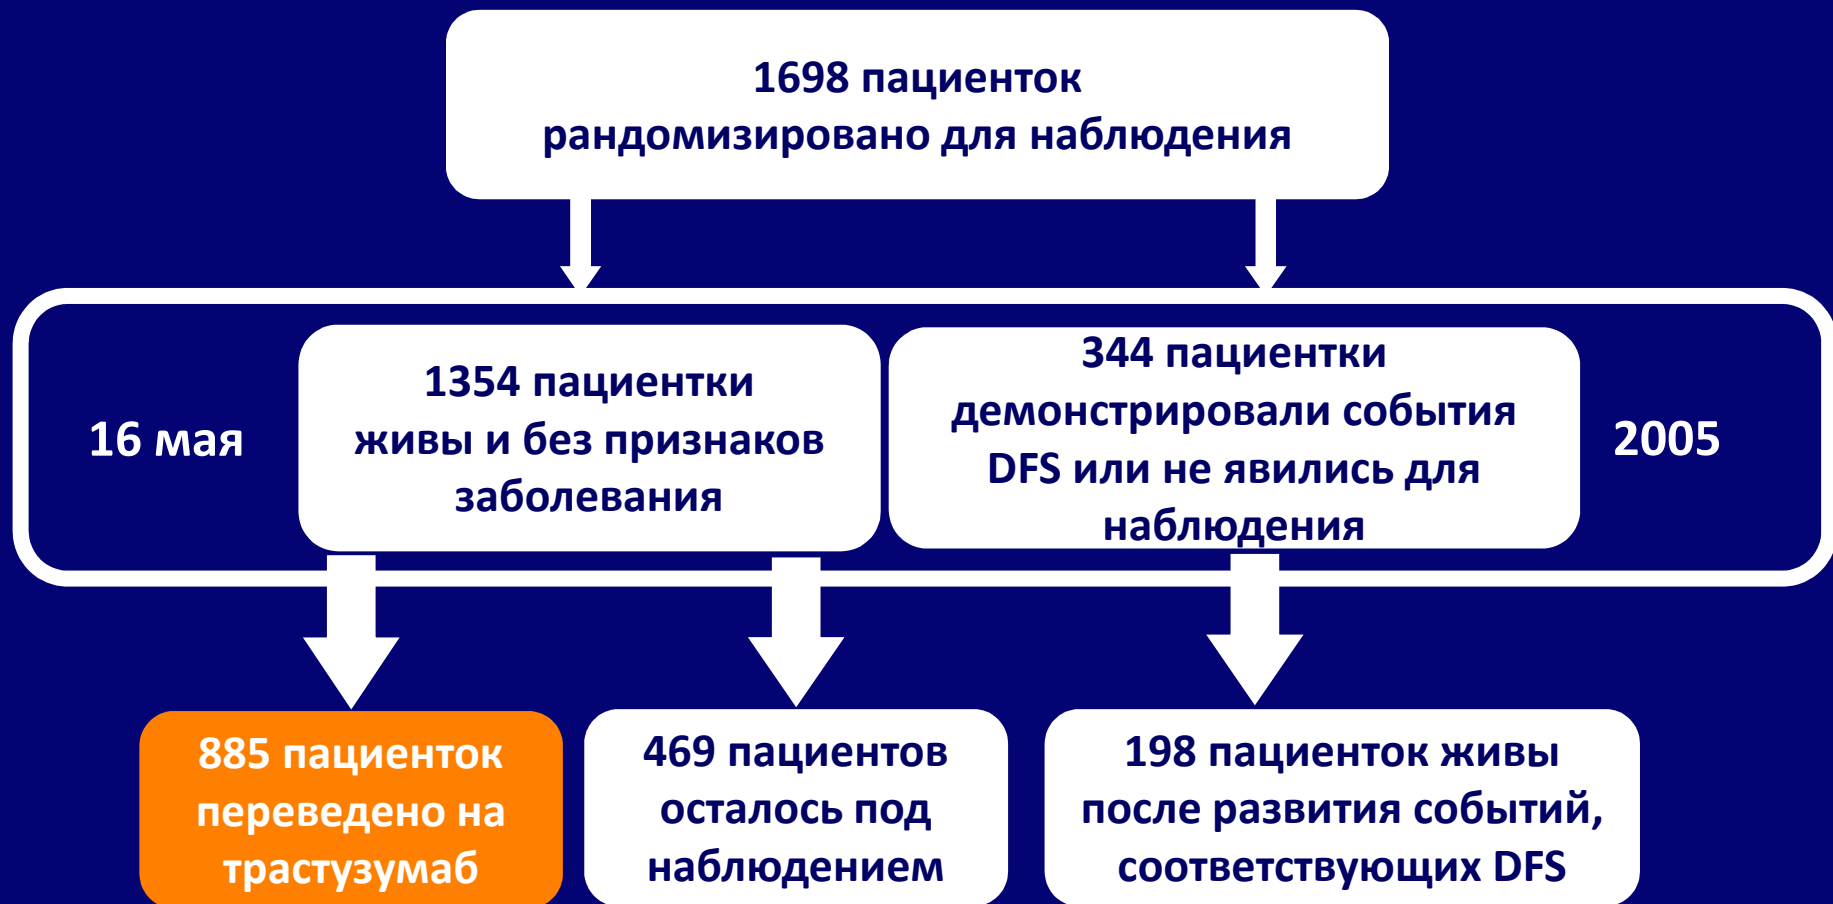 1698 пациенток
рандомизировано для наблюдения
16 мая
1354 пациентки
живы и без признаков
заболевания
344 пациентки
демонстрировали события
DFS или не явились для
наблюдения
2005
885 пациенток
переведено на
трастузумаб
469 пациентов
осталось под
наблюдением
198 пациенток живы
после развития событий,
соответствующих DFS